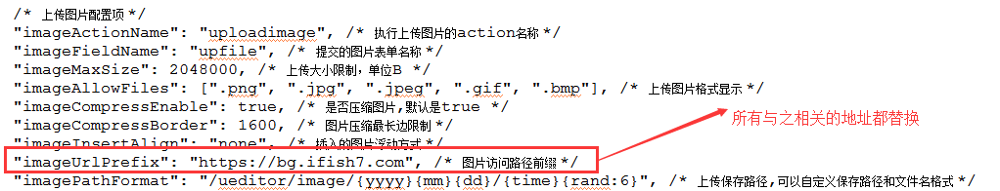 /* 上传图片配置项 */
"imageActionName": "uploadimage", /* 执行上传图片的action名称 */
"imageFieldName": "upfile", /* 提交的图片表单名称 */
"imageMaxSize": 2048000, /* 上传大小限制，单位B */
"imageAllowFiles": [".png", ".jpg", ".jpeg", ".gif", ".bmp"], /* 上传图片格式显示 */
"imageCompressEnable": true, /* 是否压缩图片,默认是true */
"imageCompressBorder": 1600, /* 图片压缩最长边限制 */
所有与之相关的地址都替换
"imageInsertAlign": "none", /* 插入的图片浮动方式 */
"imageUrlPrefix": "https://bg.ifish7.com", /* 图片访问路径前缀 */
"imagePathFormat": "/ueditor/image/{yyyy}{mm}{dd}/{time}{rand:6}", /* 上传保存路径,可以自定义保存路径和文件名格式 */